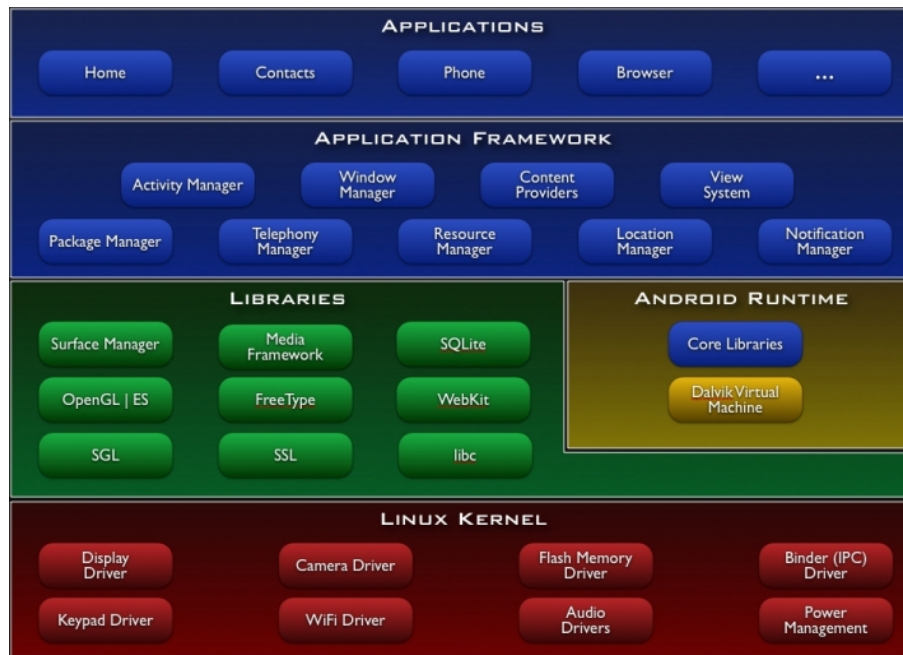 APPLICATIONS
Home
Contacts
Phone
Browser
...
APPLICATION FRAMEWORK
Activity Manager
Window
Manager
Content
Providers
View
System
Package Manager
Telephony
Manager
Resource
Manager
Location
Manager
Notification
Manager
LIBRARIES
Surface Manager
Media
Framework
SQLite
OpenGL | ES
FreeType
WebKit
SGL
SSL
libc
ANDROID RUNTIME
Core Libraries
Dalvik Virtual
Machine
LINUX KERNEL
Display
Driver
Camera Driver
Flash Memory
Driver
Binder (IPC)
Driver
Keypad Driver
WiFi Driver
Audio
Drivers
Power
Management